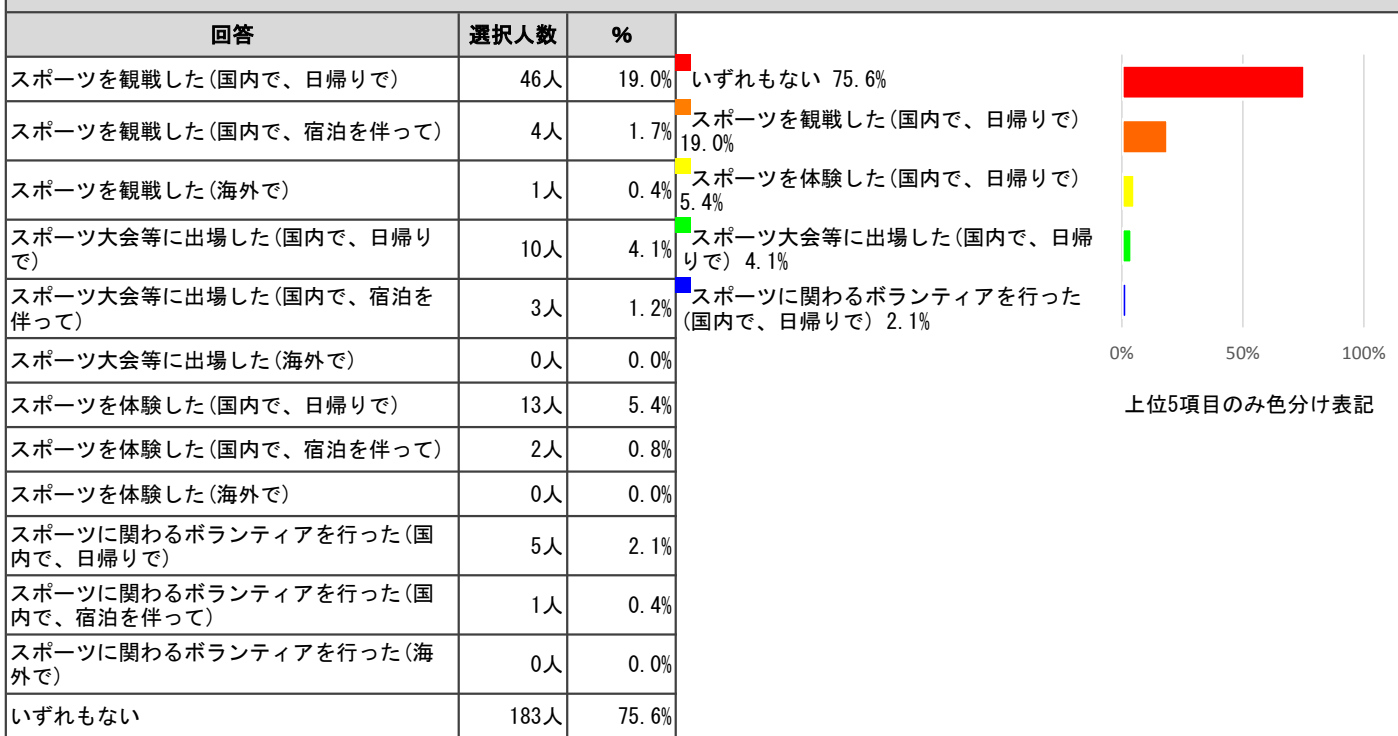 回答 選択人数 %
スポーツを観戦した(国内で、日帰りで) 46人 19.0%
スポーツを観戦した(国内で、宿泊を伴って) 4人 1.7%
スポーツを観戦した(海外で) 1人 0.4%
スポーツ大会等に出場した(国内で、日帰り
で) 10人 4.1%
スポーツ大会等に出場した(国内で、宿泊を
伴って) 3人 1.2%
スポーツ大会等に出場した(海外で) 0人 0.0%
スポーツを体験した(国内で、日帰りで) 13人 5.4%
スポーツを体験した(国内で、宿泊を伴って) 2人 0.8%
スポーツを体験した(海外で) 0人 0.0%
スポーツに関わるボランティアを行った(国
内で、日帰りで) 5人 2.1%
スポーツに関わるボランティアを行った(国
内で、宿泊を伴って) 1人 0.4%
スポーツに関わるボランティアを行った(海
外で) 0人 0.0%
いずれもない 183人 75.6%
いずれもない 75.6%
スポーツを観戦した(国内で、日帰りで)
19.0%
スポーツを体験した(国内で、日帰りで)
5.4%
スポーツ大会等に出場した(国内で、日帰
りで) 4.1%
スポーツに関わるボランティアを行った
(国内で、日帰りで) 2.1%
0% 50% 100%
上位5項目のみ色分け表記